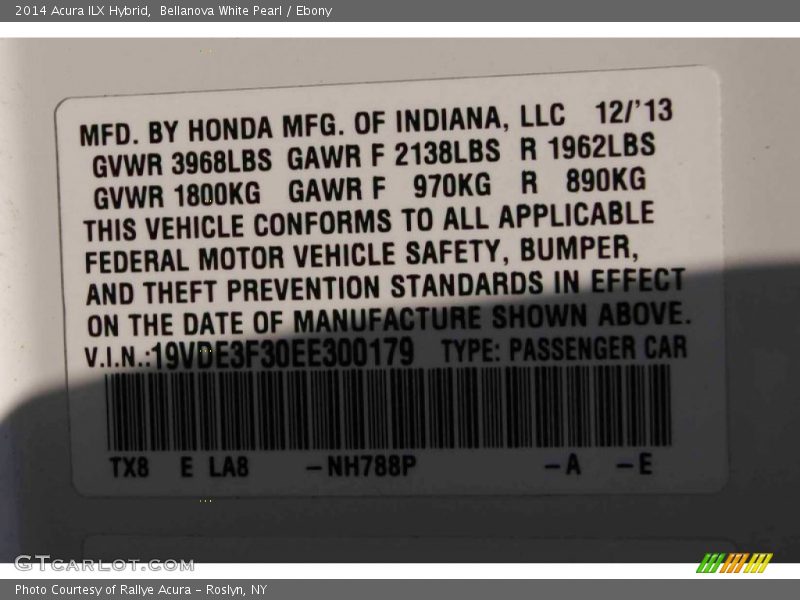 2014 Acura ILX Hybrid, Bellanova White Pearl / Ebony
MFD. BY HONDA MFG. OF INDIANA, LLC 12/'13
GVWR 3968LBS GAWR F 2138LBS R 1962LBS
GVWR 1800KG GAWR F 970KG R 890KG
THIS VEHICLE CONFORMS TO ALL APPLICABLE
FEDERAL MOTOR VEHICLE SAFETY, BUMPER,
AND THEFT PREVENTION STANDARDS IN EFFECT
ON THE DATE OF MANUFACTURE SHOWN ABOVE.
V.I.N.:19VDE3F30EE300179 TYPE: PASSENGER CAR
TX8 E LA8 –NH788P –A –E
GTCARLOT.COM
Photo Courtesy of Rallye Acura – Roslyn, NY